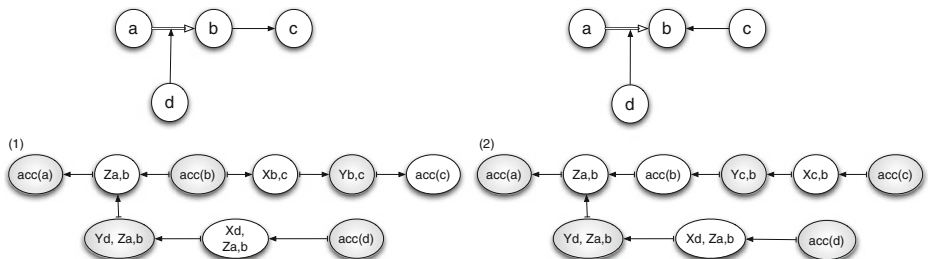 a b c
d
a b c
d
(1)
acc(a) Za,b acc(b) Xb,c Yb,c acc(c)
Yd, Za,b Xd, Za,b acc(d)
(2)
acc(a) Za,b acc(b) Yc,b Xc,b acc(c)
Yd, Za,b Xd, Za,b acc(d)